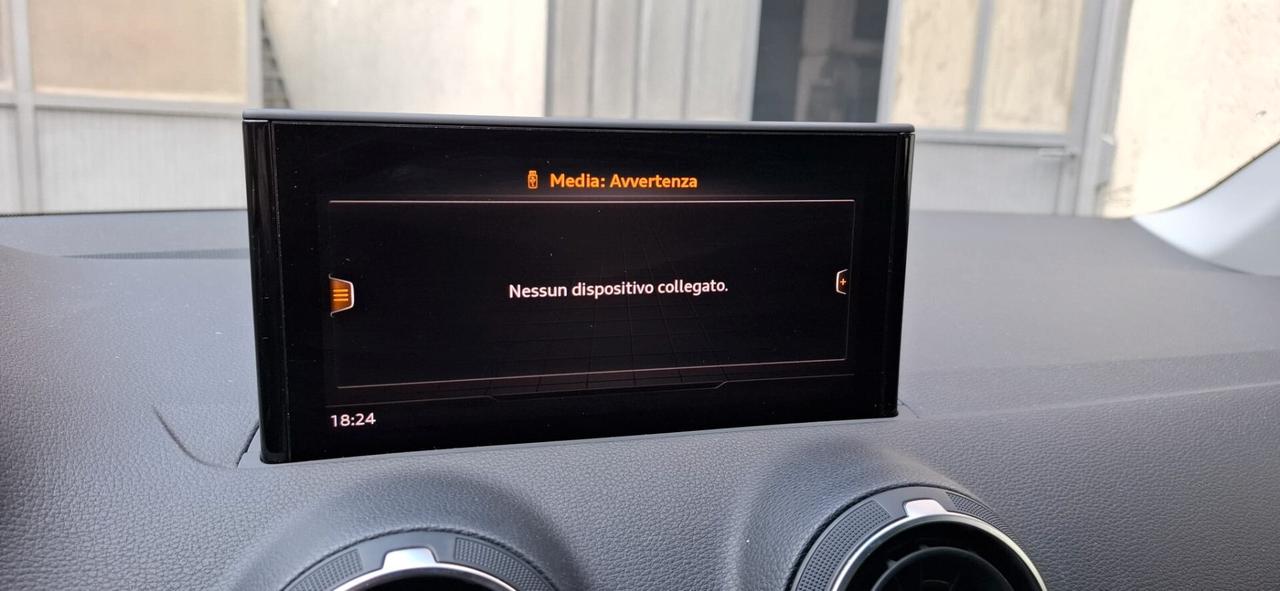 Media: Avvertenza
Nessun dispositivo collegato.
18:24